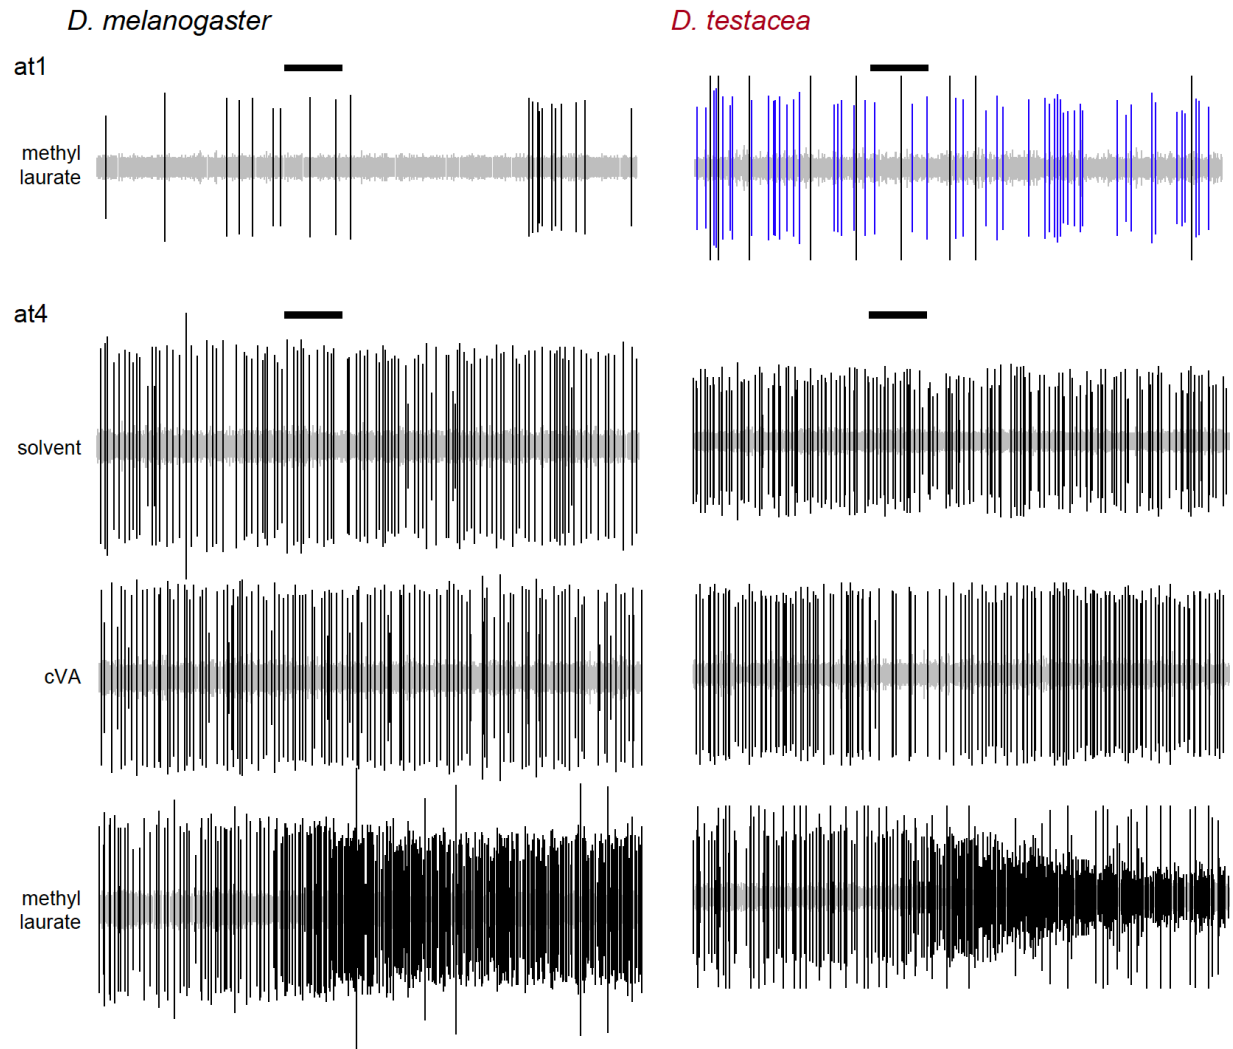 D. melanogaster
D. testacea
at1
methyl
laurate
at4
solvent
cVA
methyl
laurate